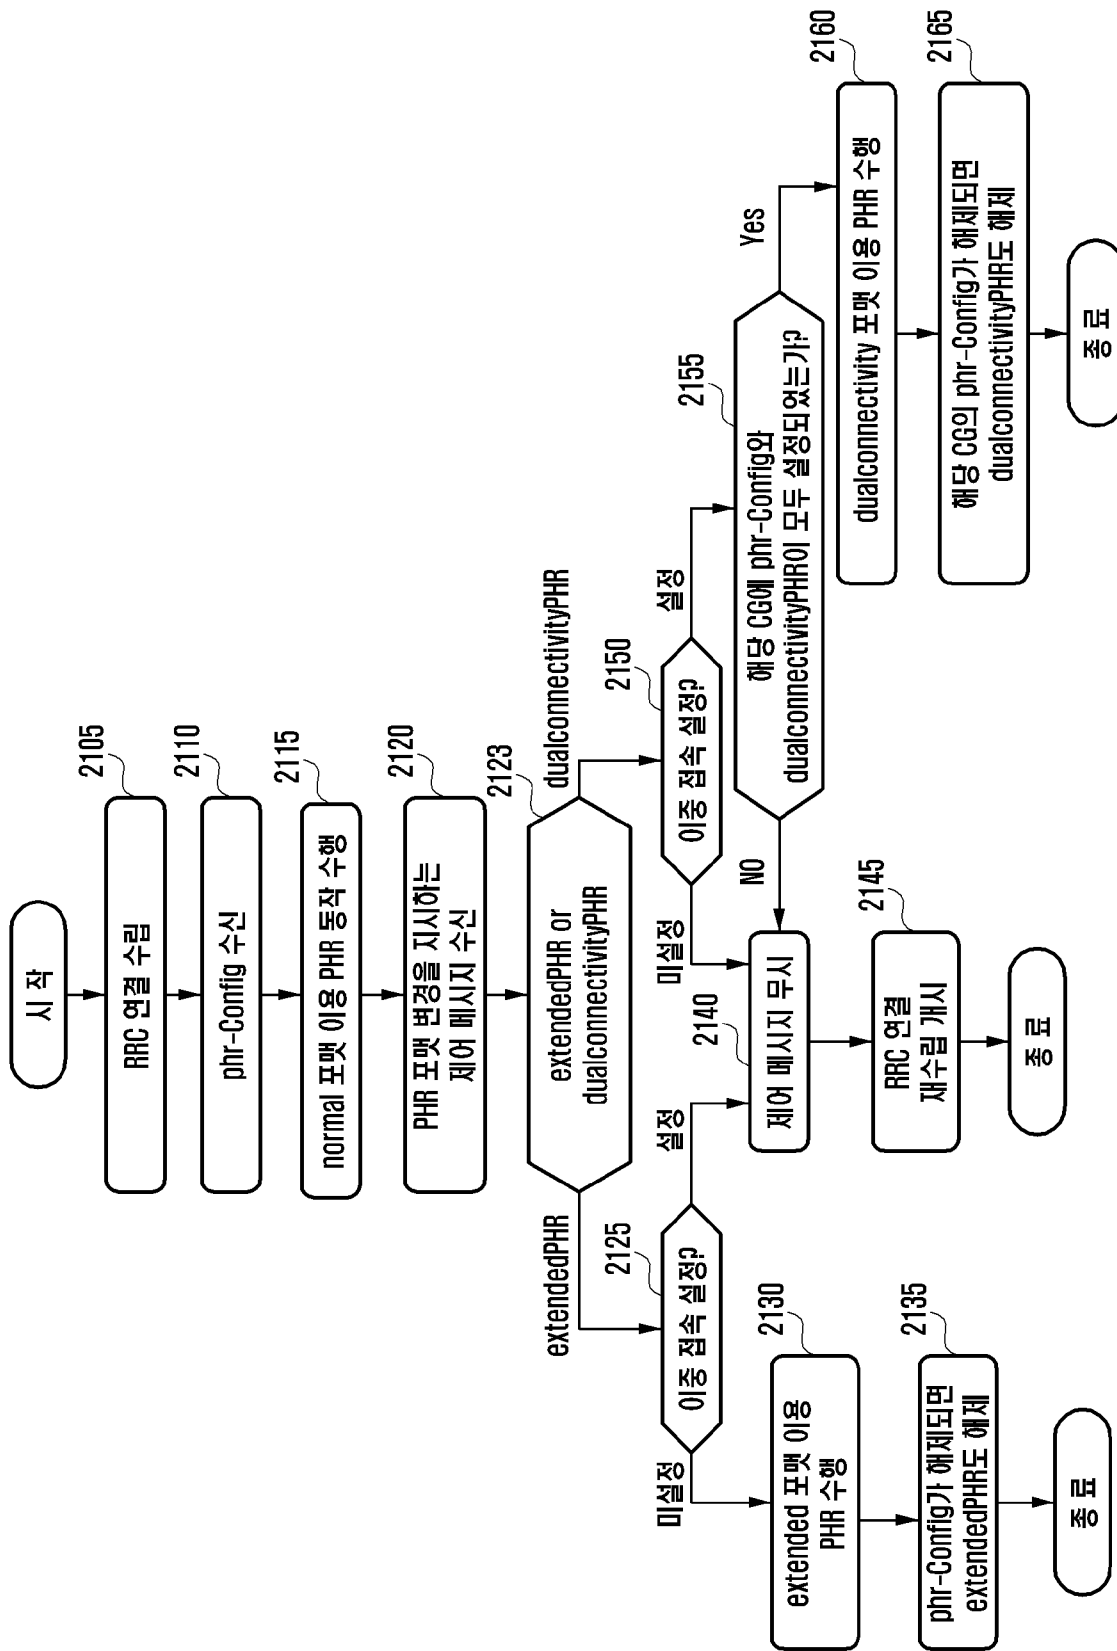 시 작
2105
RRC 연결 수립
2110
phr-Config 수신
2115
normal 포맷 이용 PHR 동작 수행
2120
PHR 포맷 변경을 지시하는
제어 메시지 수신
2123
extendedPHR or
dualconnectivityPHR
extendedPHR
dualconnectivityPHR
2125
이중 접속 설정?
미설정
설정
2130
extended 포맷 이용
PHR 수행
2135
phr-Config가 해제되면
extendedPHR도 해제
종 료
2150
이중 접속 설정?
미설정
설정
2140
제어 메시지 무시
2145
RRC 연결
재수립 개시
종 료
2155
해당 CG에 phr-Config와
dualconnectivityPHR이 모두 설정되었는가?
NO
Yes
2160
dualconnectivity 포맷 이용 PHR 수행
2165
해당 CG의 phr-Config가 해제되면
dualconnectivityPHR도 해제
종 료